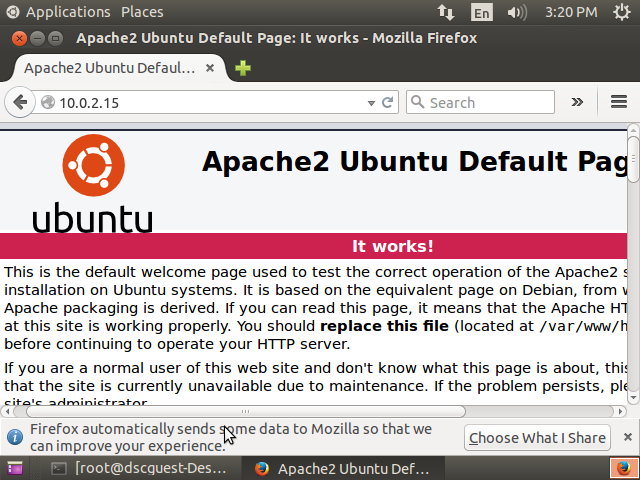 Applications Places En 3:20 PM
Apache2 Ubuntu Default Page: It works - Mozilla Firefox
Apache2 Ubuntu Defaul...
10.0.2.15 Search
ubuntu
Apache2 Ubuntu Default Pag
It works!
This is the default welcome page used to test the correct operation of the Apache2 s
installation on Ubuntu systems. It is based on the equivalent page on Debian, from w
Apache packaging is derived. If you can read this page, it means that the Apache HT
at this site is working properly. You should replace this file (located at /var/www/h
before continuing to operate your HTTP server.
If you are a normal user of this web site and don't know what this page is about, this
that the site is currently unavailable due to maintenance. If the problem persists, ple
site's administrator.
Firefox automatically sends some data to Mozilla so that we
can improve your experience.
Choose What I Share
[root@dscguest-Des... Apache2 Ubuntu Def...